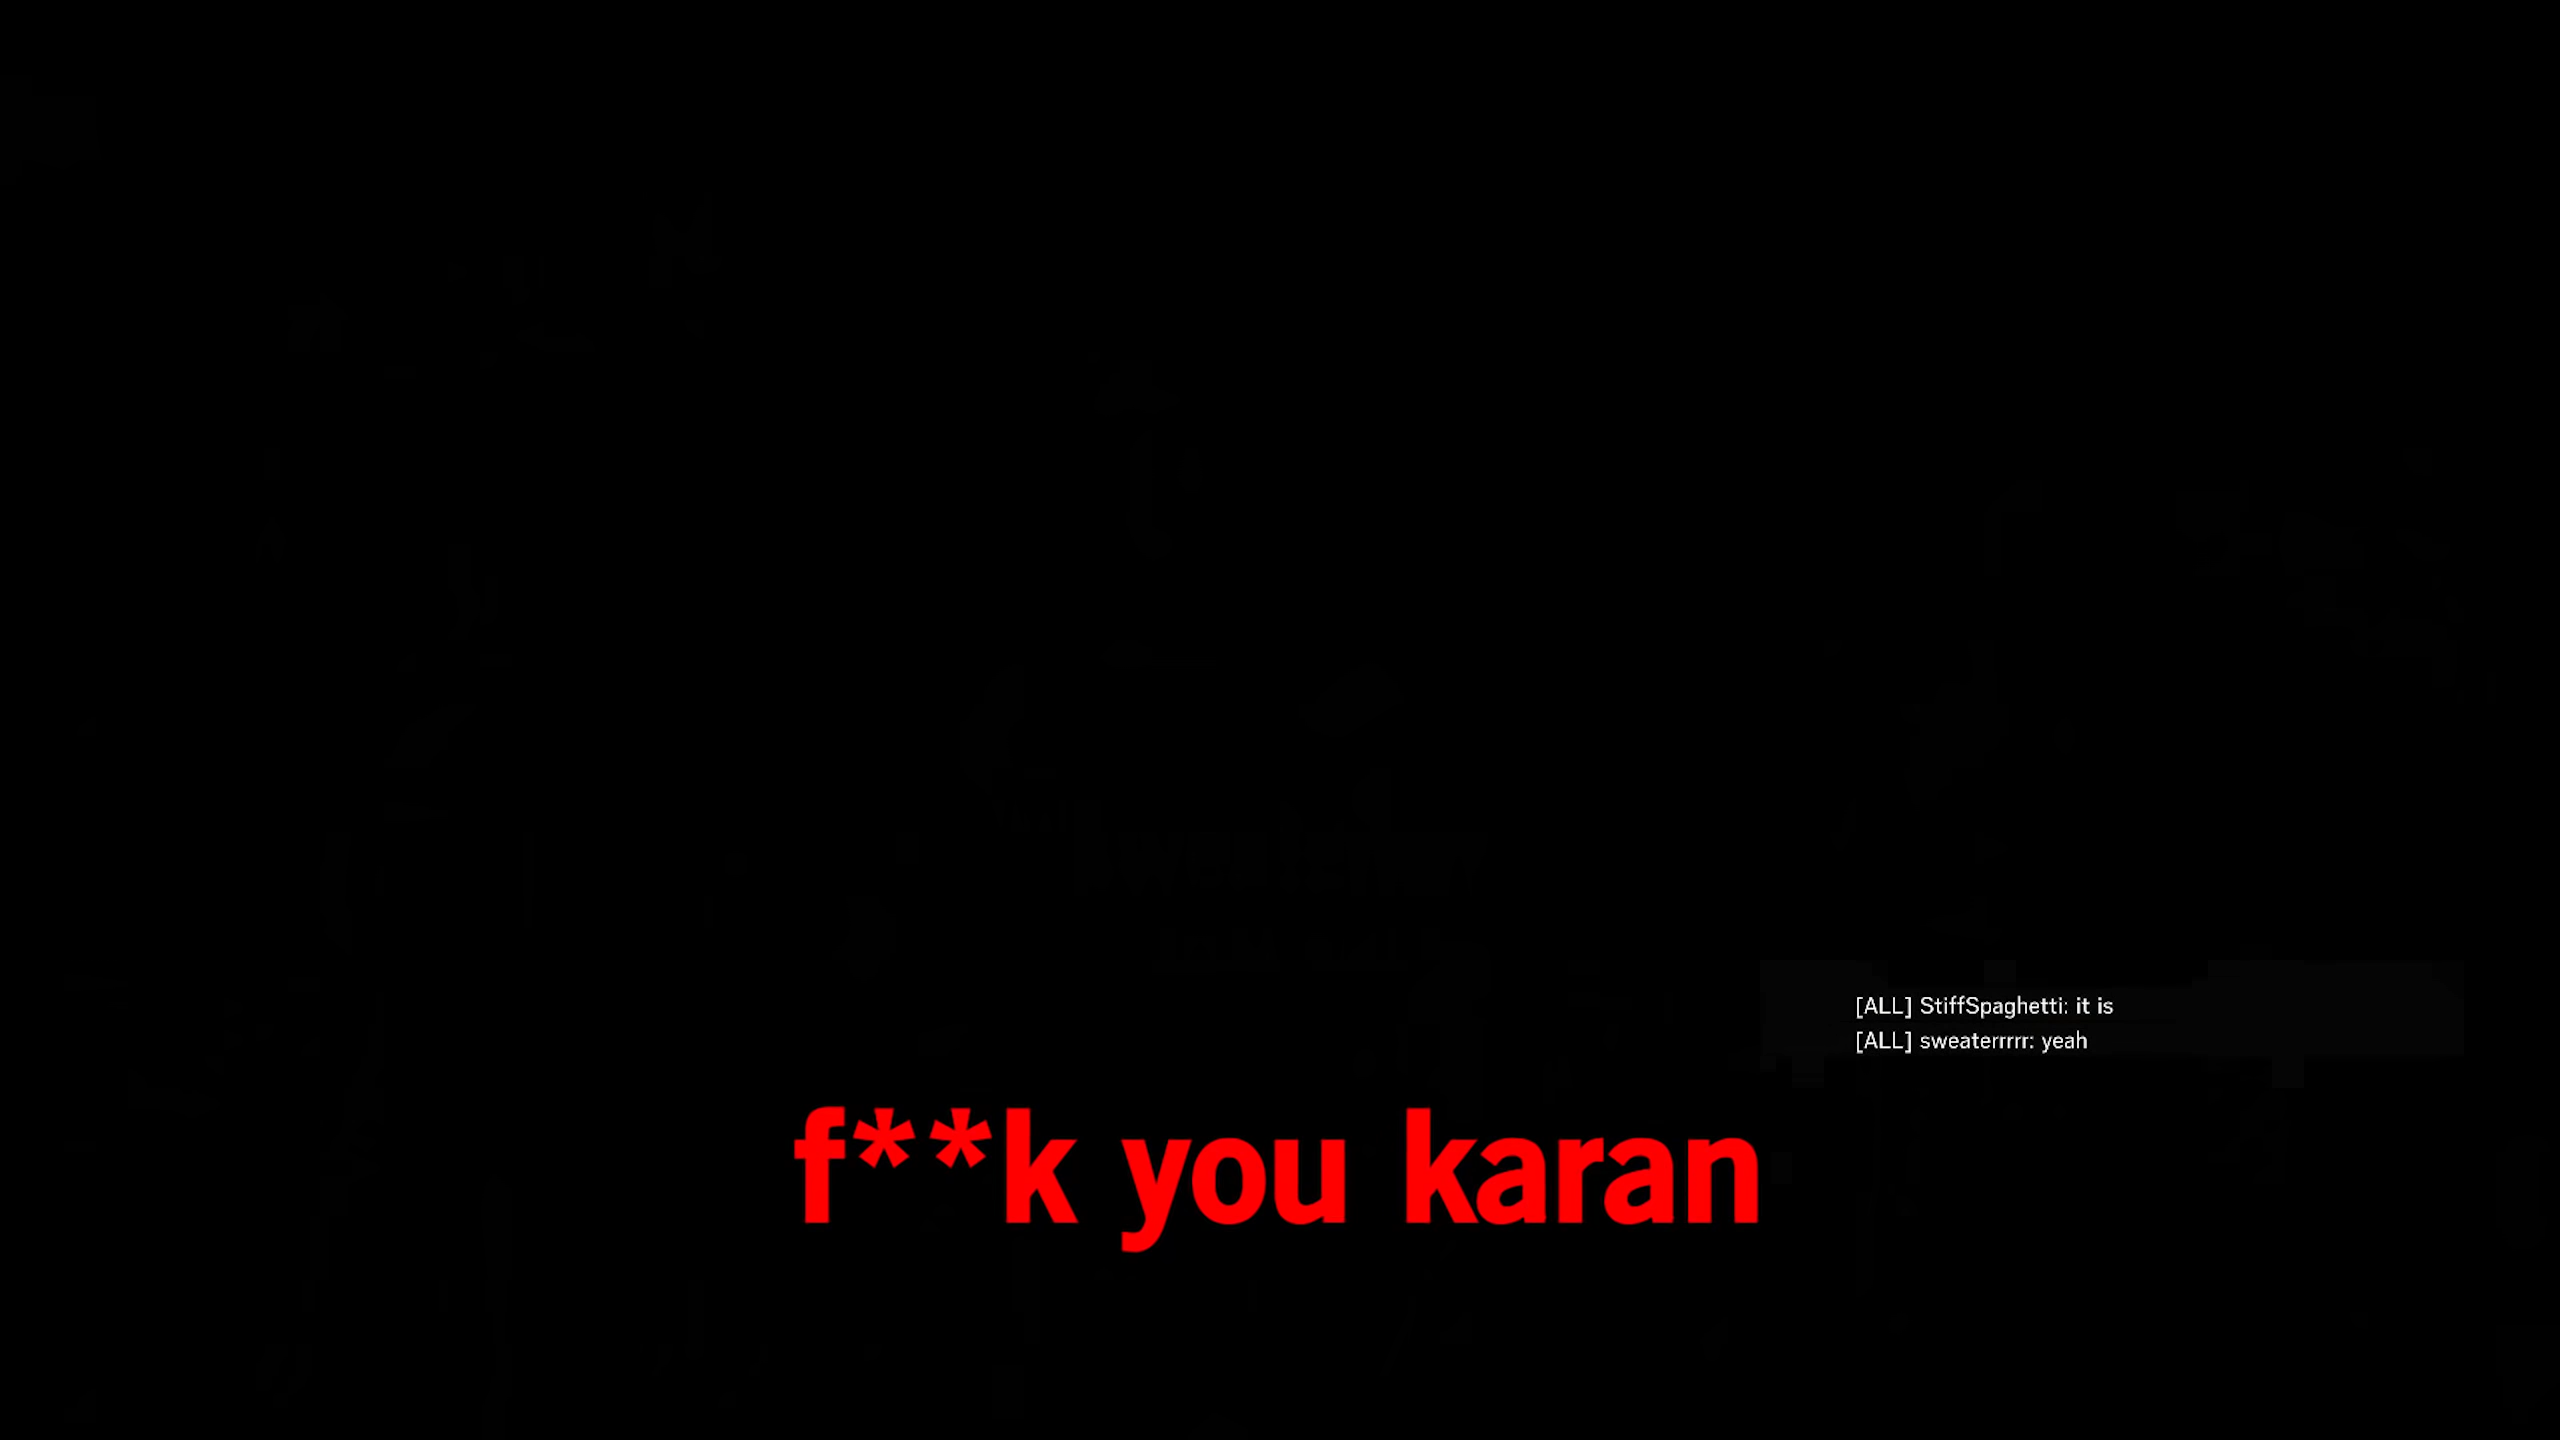 [ALL] StiffSpaghetti: it is
[ALL] sweaterrrrr: yeah
f**k you karan